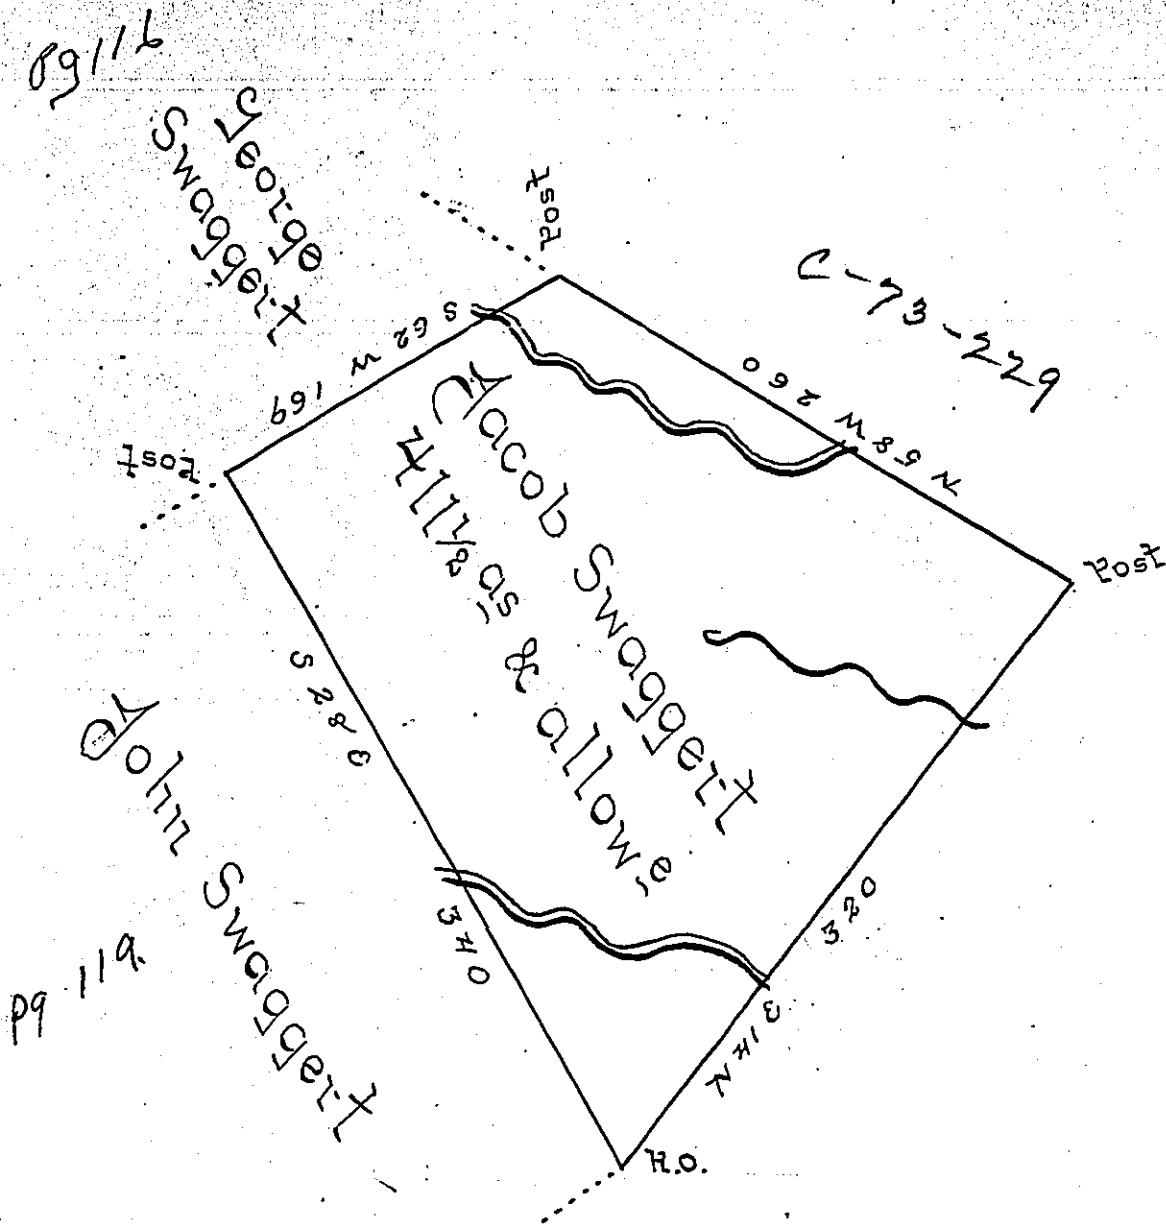 Pg 116
George
Swaggert
Post
C-73-229
S 62 W 169
N 58 W 260
Post
Post
Jacob Swaggert
411½ as & allow,e
S 28 E
340
John Swaggert
Pg 119
N 41 E
320
R.O.